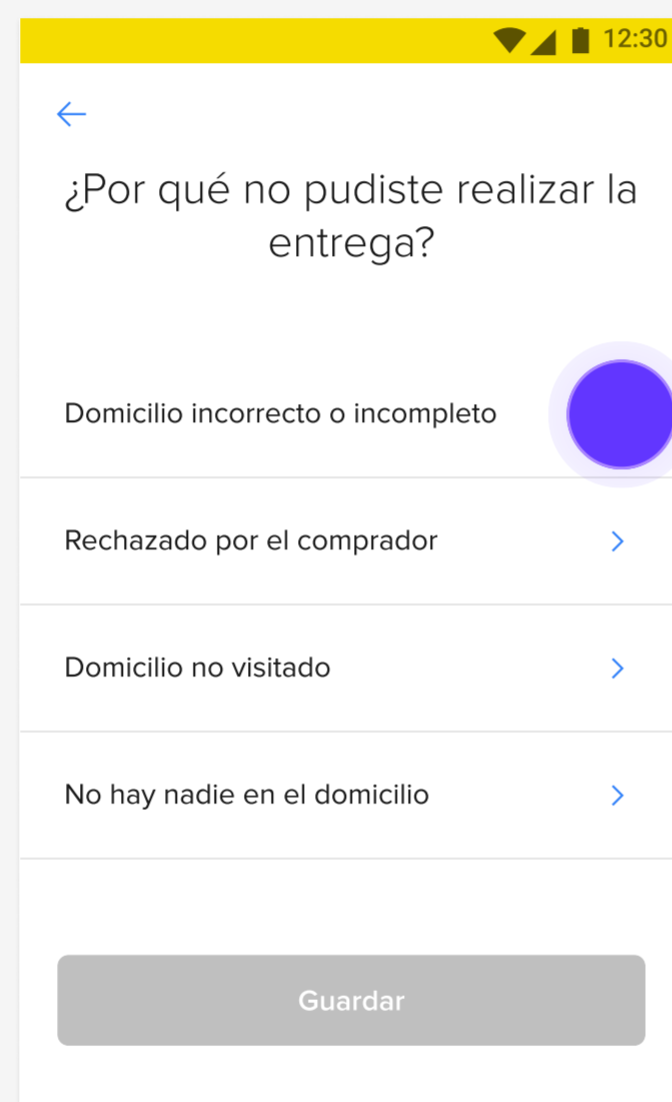 12:30
¿Por qué no pudiste realizar la
entrega?
Domicilio incorrecto o incompleto
Rechazado por el comprador
Domicilio no visitado
No hay nadie en el domicilio
Guardar